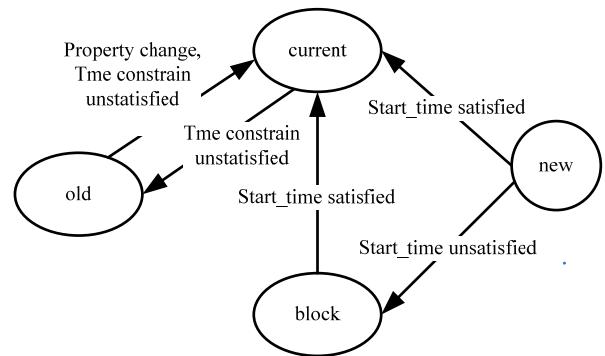 current
Property change,
Tme constrain
unstatisfied
Start_time satisfied
Tme constrain
unstatisfied
new
old
Start_time satisfied
Start_time unsatisfied
block